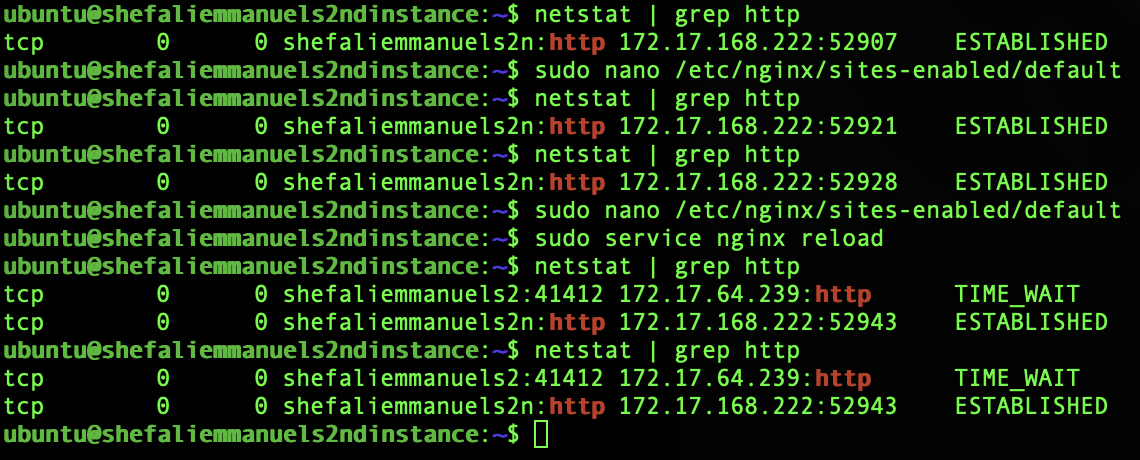 ubuntu@shefaliemmanuels2ndinstance:~$ netstat | grep http
tcp        0      0 shefaliemmanuels2n:http 172.17.168.222:52907    ESTABLISHED
ubuntu@shefaliemmanuels2ndinstance:~$ sudo nano /etc/nginx/sites-enabled/default
ubuntu@shefaliemmanuels2ndinstance:~$ netstat | grep http
tcp        0      0 shefaliemmanuels2n:http 172.17.168.222:52921    ESTABLISHED
ubuntu@shefaliemmanuels2ndinstance:~$ netstat | grep http
tcp        0      0 shefaliemmanuels2n:http 172.17.168.222:52928    ESTABLISHED
ubuntu@shefaliemmanuels2ndinstance:~$ sudo nano /etc/nginx/sites-enabled/default
ubuntu@shefaliemmanuels2ndinstance:~$ sudo service nginx reload
ubuntu@shefaliemmanuels2ndinstance:~$ netstat | grep http
tcp        0      0 shefaliemmanuels2:41412 172.17.64.239:http      TIME_WAIT
tcp        0      0 shefaliemmanuels2n:http 172.17.168.222:52943    ESTABLISHED
ubuntu@shefaliemmanuels2ndinstance:~$ netstat | grep http
tcp        0      0 shefaliemmanuels2:41412 172.17.64.239:http      TIME_WAIT
tcp        0      0 shefaliemmanuels2n:http 172.17.168.222:52943    ESTABLISHED
ubuntu@shefaliemmanuels2ndinstance:~$